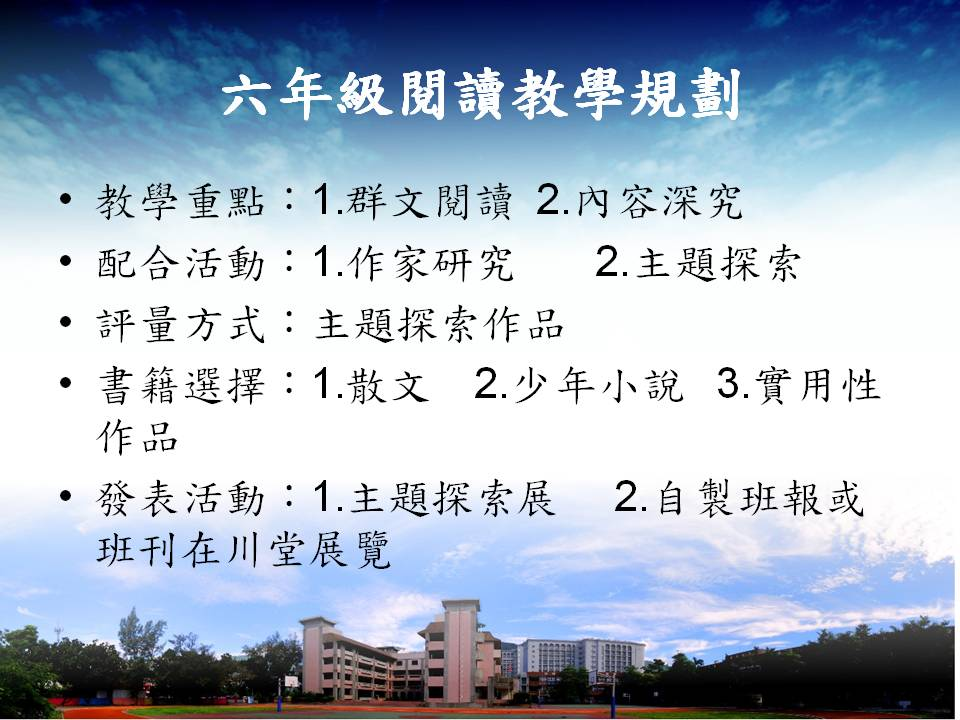 六年級閱讀教學規劃
• 教學重點：1.群文閱讀 2.內容深究
• 配合活動：1.作家研究 2.主題探索
• 評量方式：主題探索作品
• 書籍選擇：1.散文 2.少年小說 3.實用性
作品
• 發表活動：1.主題探索展 2.自製班報或
班刊在川堂展覽